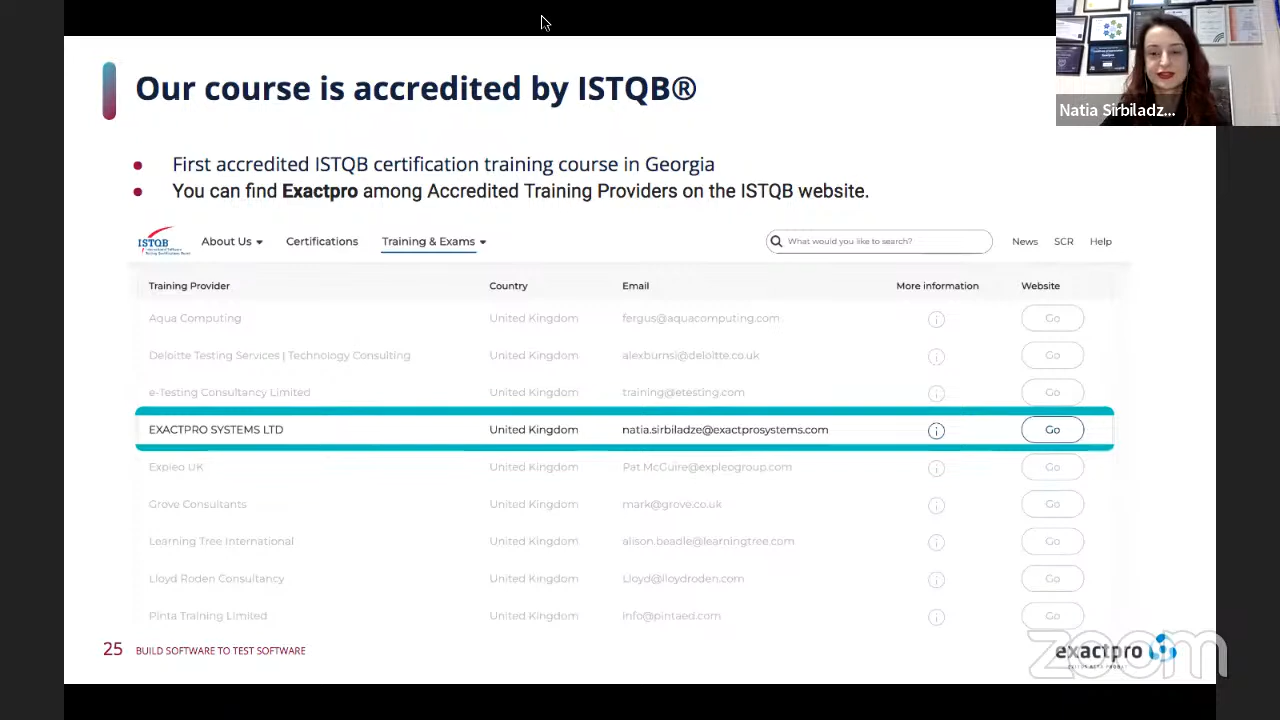 Our course is accredited by ISTQB®
Natia Sirbiladz...
First accredited ISTQB certification training course in Georgia
You can find Exactpro among Accredited Training Providers on the ISTQB website.
ISTQB About Us Certifications Training & Exams What would you like to search? News SCR Help
Training Provider Country Email More information Website
Aqua Computing United Kingdom fergus@aquacomputing.com Go
Deloitte Testing Services | Technology Consulting United Kingdom alexburnsi@deloitte.co.uk Go
e-Testing Consultancy Limited United Kingdom training@etesting.com Go
EXACTPRO SYSTEMS LTD United Kingdom natia.sirbiladze@exactprosystems.com Go
Expleo UK United Kingdom Pat.McGuire@expleogroup.com Go
Grove Consultants United Kingdom mark@grove.co.uk Go
Learning Tree International United Kingdom alison.beadle@learningtree.com Go
Lloyd Roden Consultancy United Kingdom Lloyd@lloydroden.com Go
Pinta Training Limited United Kingdom info@pintaed.com Go
25 BUILD SOFTWARE TO TEST SOFTWARE
exactpro
zoom